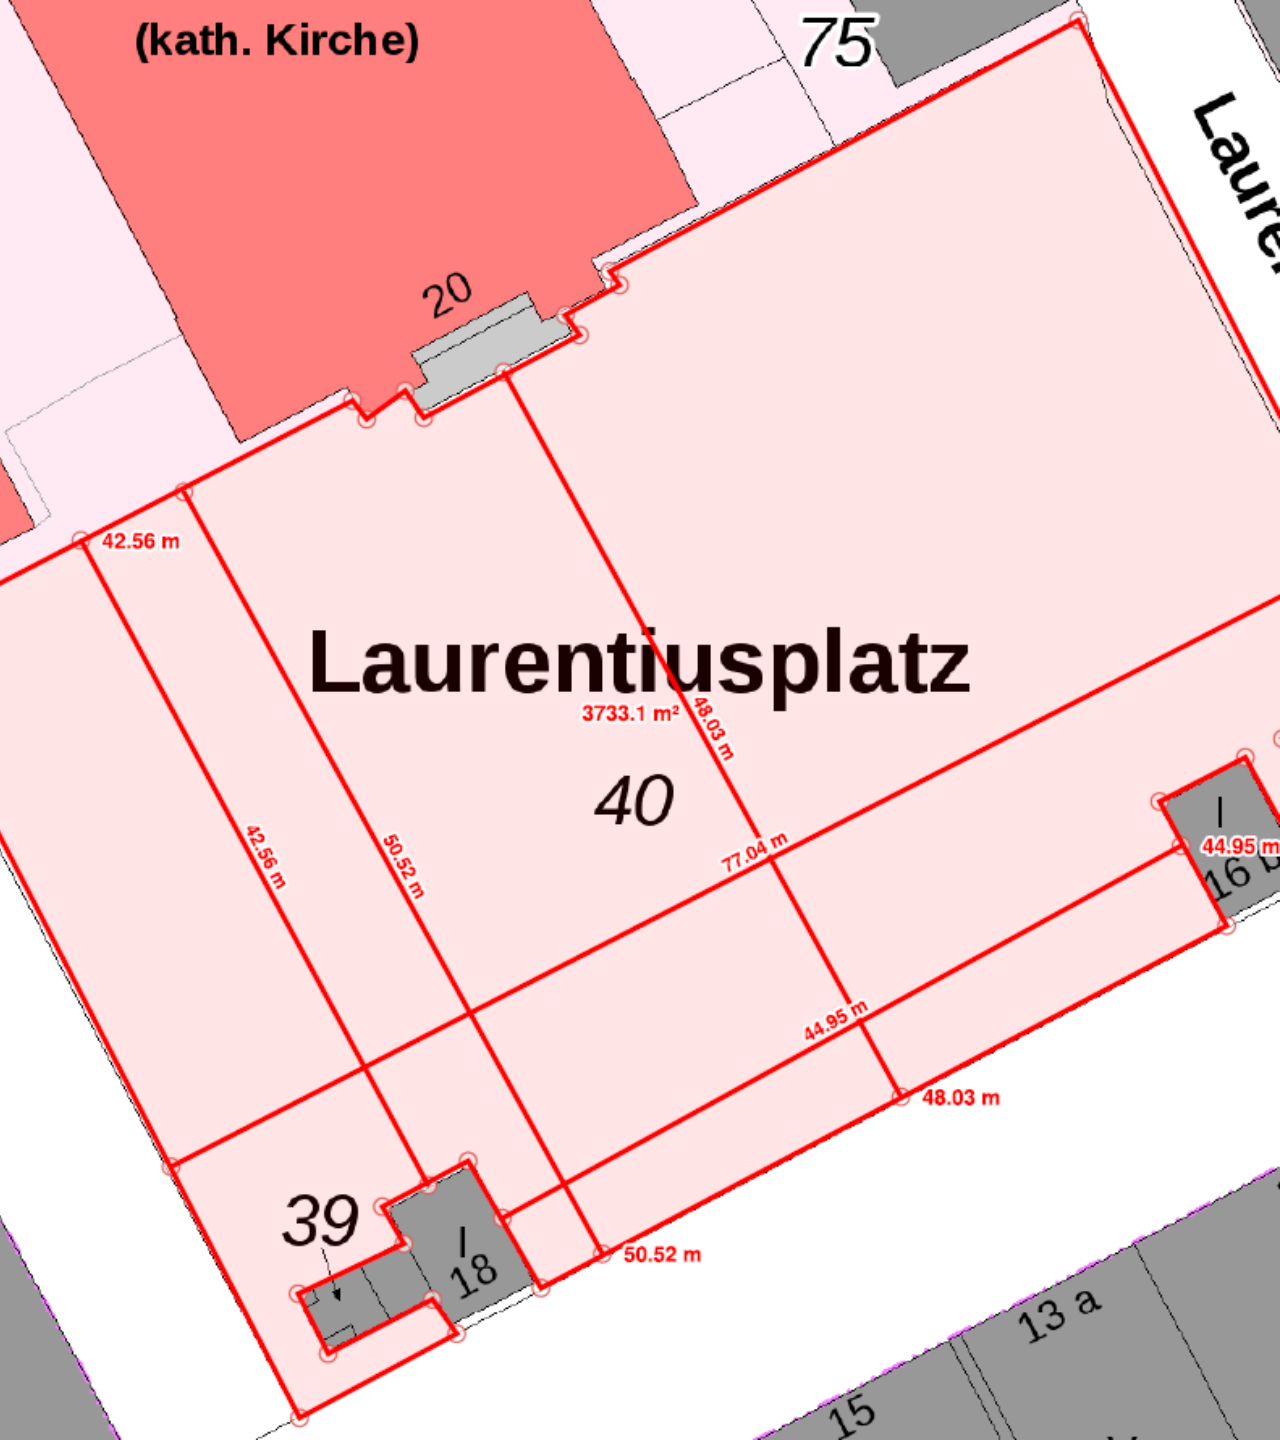 (kath. Kirche)
75
Lauren
20
42.56 m
Laurentiusplatz
3733.1 m²
48.03 m
40
42.56 m
50.52 m
77.04 m
I
44.95 m
16 b
44.95 m
48.03 m
39
I
18
50.52 m
13 a
15